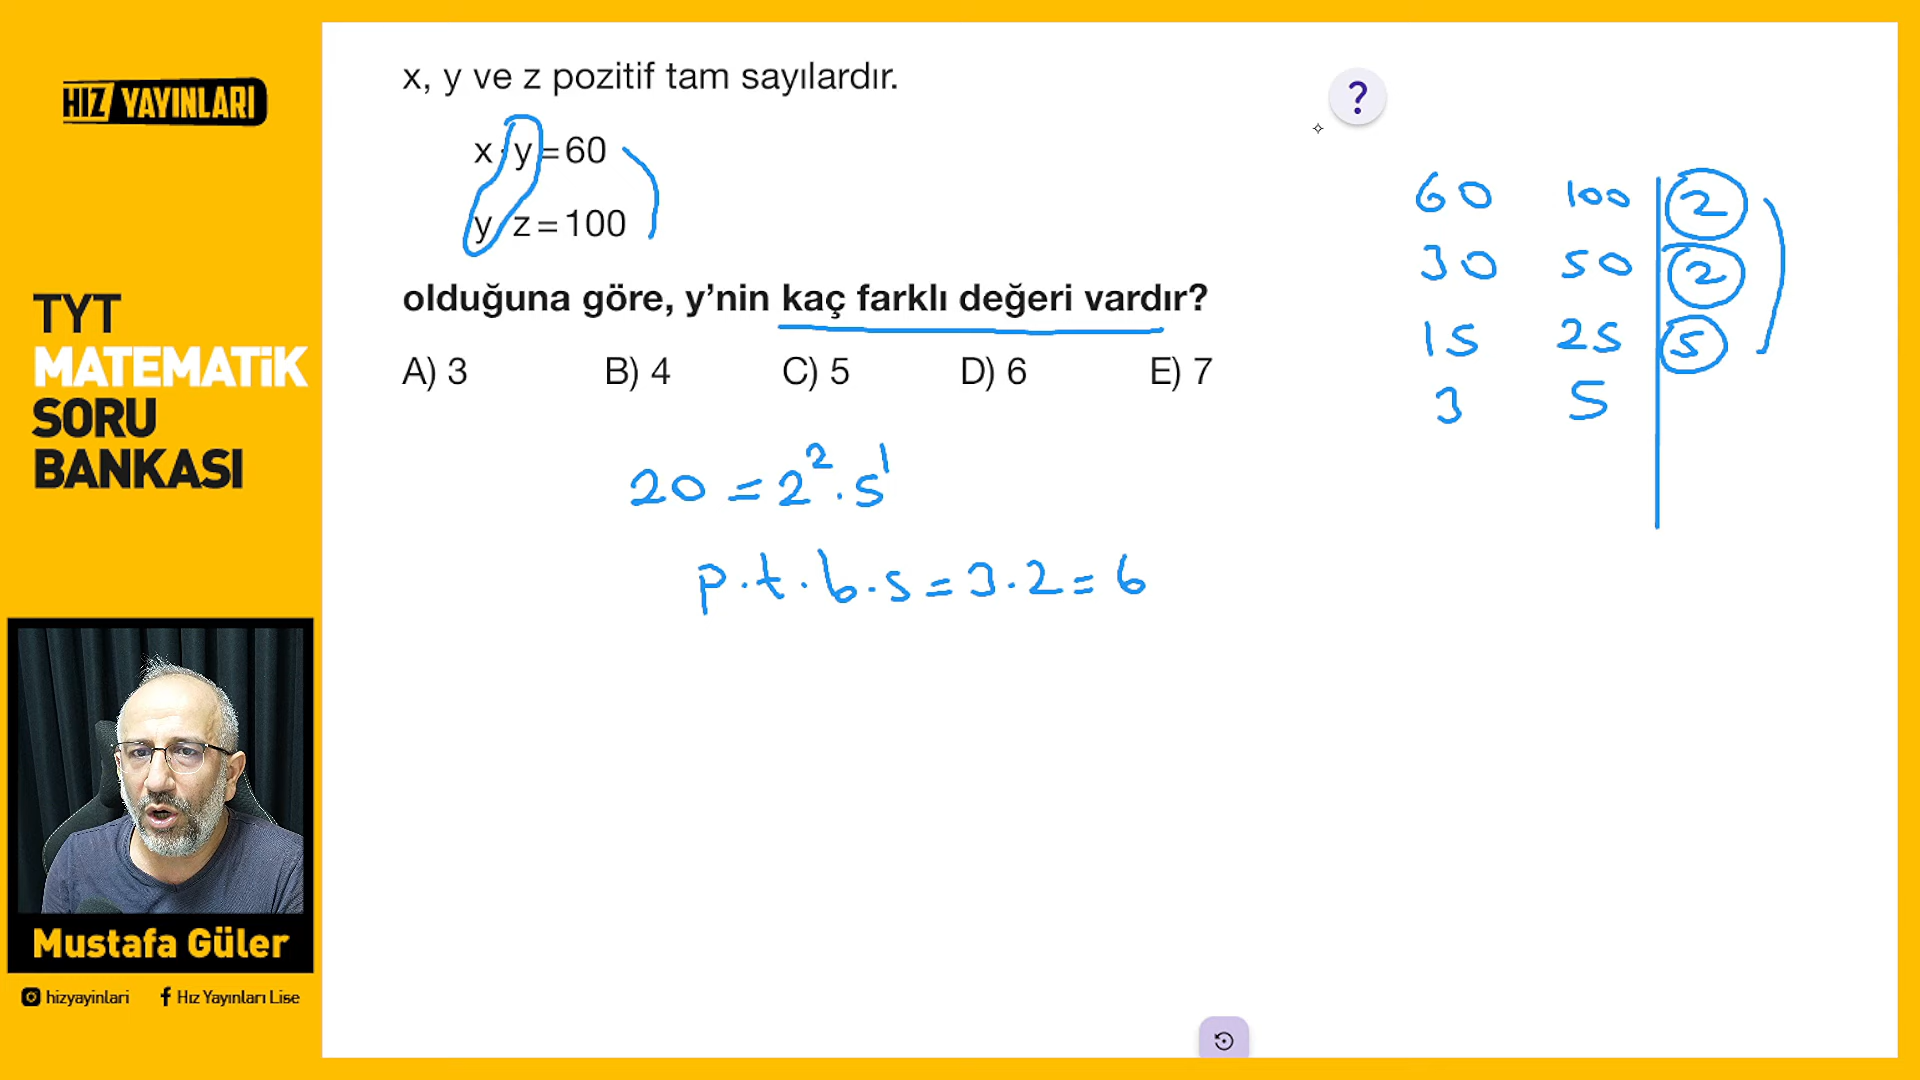 HIZ YAYINLARI
TYT
MATEMATİK
SORU
BANKASI
Mustafa Güler
hizyayinlari
Hız Yayınları Lise
x, y ve z pozitif tam sayılardır.
x · y = 60
y · z = 100
olduğuna göre, y’nin kaç farklı değeri vardır?
A) 3 B) 4 C) 5 D) 6 E) 7
20 = 2² · 5¹
p.t.b.s = 3 · 2 = 6
?
60 100 2
30 50 2
15 25 5
3 5